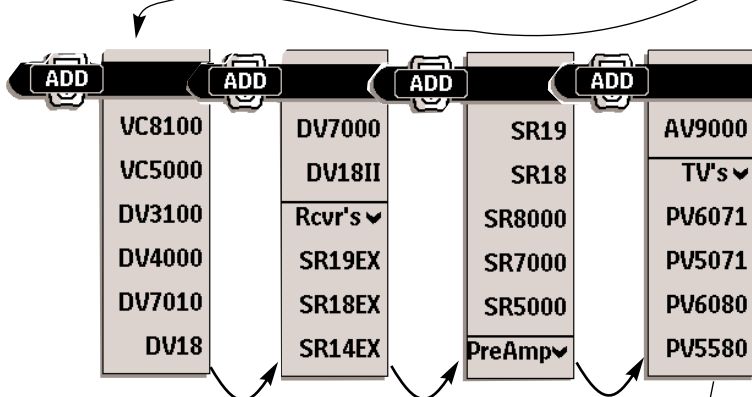 ADD
VC8100
VC5000
DV3100
DV4000
DV7010
DV18
ADD
DV7000
DV18II
Rcvr's
SR19EX
SR18EX
SR14EX
ADD
SR19
SR18
SR8000
SR7000
SR5000
PreAmp
ADD
AV9000
TV's
PV6071
PV5071
PV6080
PV5580